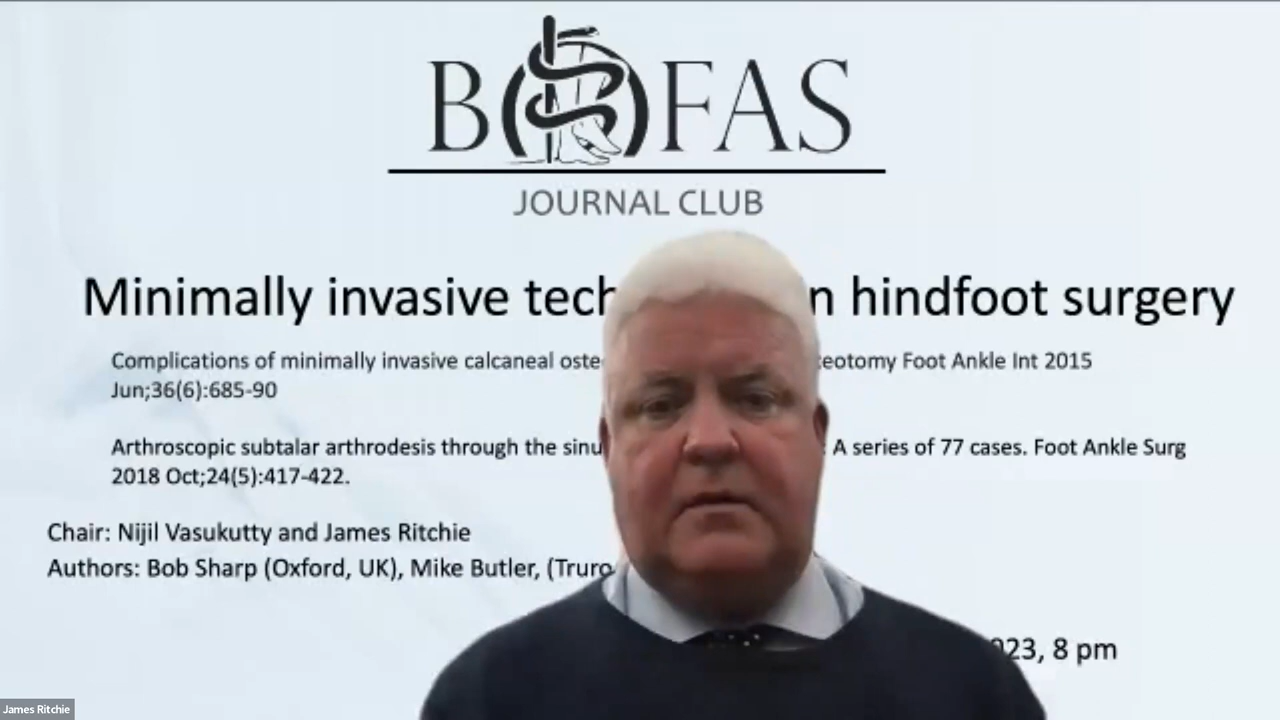 BOFAS
JOURNAL CLUB
Minimally invasive tech n hindfoot surgery
Complications of minimally invasive calcaneal oste eotomy Foot Ankle Int 2015
Jun;36(6):685-90
Arthroscopic subtalar arthrodesis through the sinu A series of 77 cases. Foot Ankle Surg
2018 Oct;24(5):417-422.
Chair: Nijil Vasukutty and James Ritchie
Authors: Bob Sharp (Oxford, UK), Mike Butler, (Truro
023, 8 pm
James Ritchie